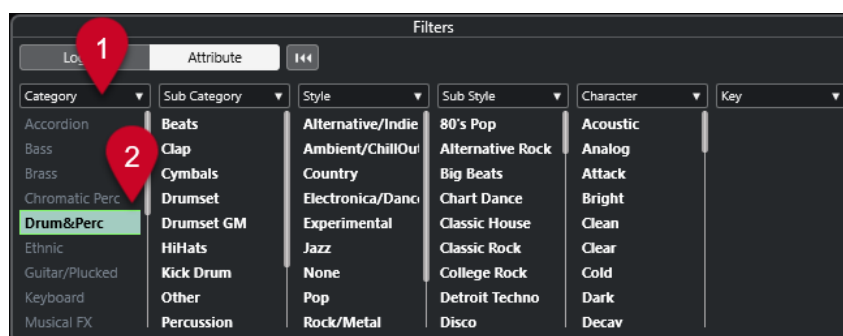 Filters
Attribute
1
Category
Sub Category
Style
Sub Style
Character
Key
Accordion
Bass
Brass
Chromatic Perc
Drum&Perc
Ethnic
Guitar/Plucked
Keyboard
Musical FX
2
Beats
Clap
Cymbals
Drumset
Drumset GM
HiHats
Kick Drum
Other
Percussion
Alternative/Indie
Ambient/ChillOut
Country
Electronica/Danc
Experimental
Jazz
None
Pop
Rock/Metal
80's Pop
Alternative Rock
Big Beats
Chart Dance
Classic House
Classic Rock
College Rock
Detroit Techno
Disco
Acoustic
Analog
Attack
Bright
Clean
Clear
Cold
Dark
Decay